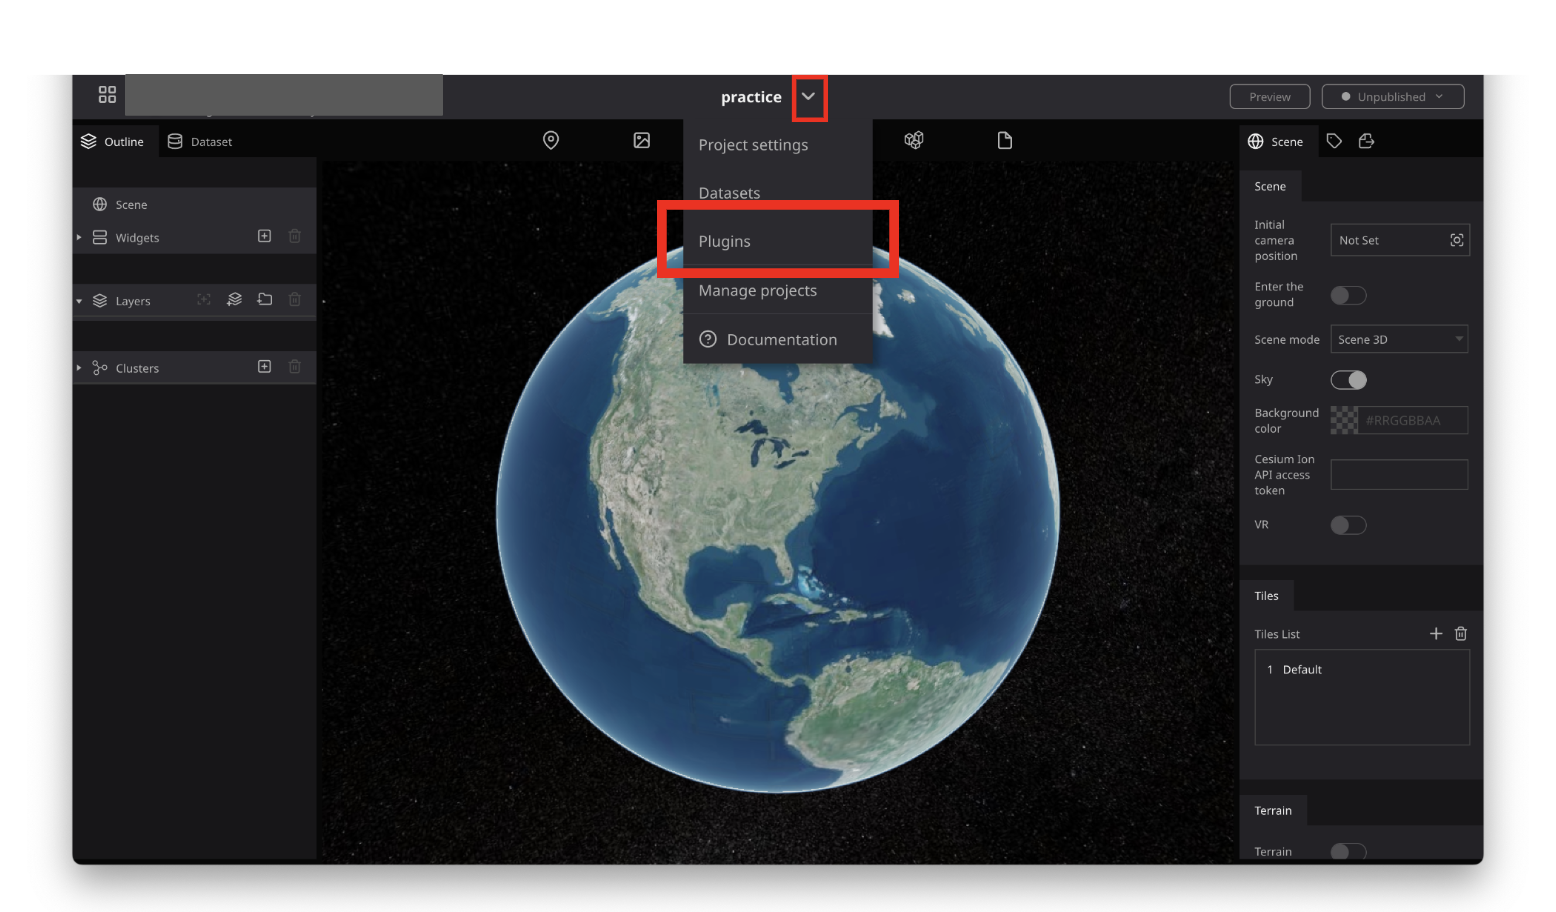 practice
Preview
Unpublished
Outline
Dataset
Project settings
Datasets
Plugins
Manage projects
Documentation
Scene
Widgets
Layers
Clusters
Scene
Scene
Initial
camera
position
Not Set
Enter the
ground
Scene mode
Scene 3D
Sky
Background
color
#RRGGBBAA
Cesium Ion
API access
token
VR
Tiles
Tiles List
1 Default
Terrain
Terrain